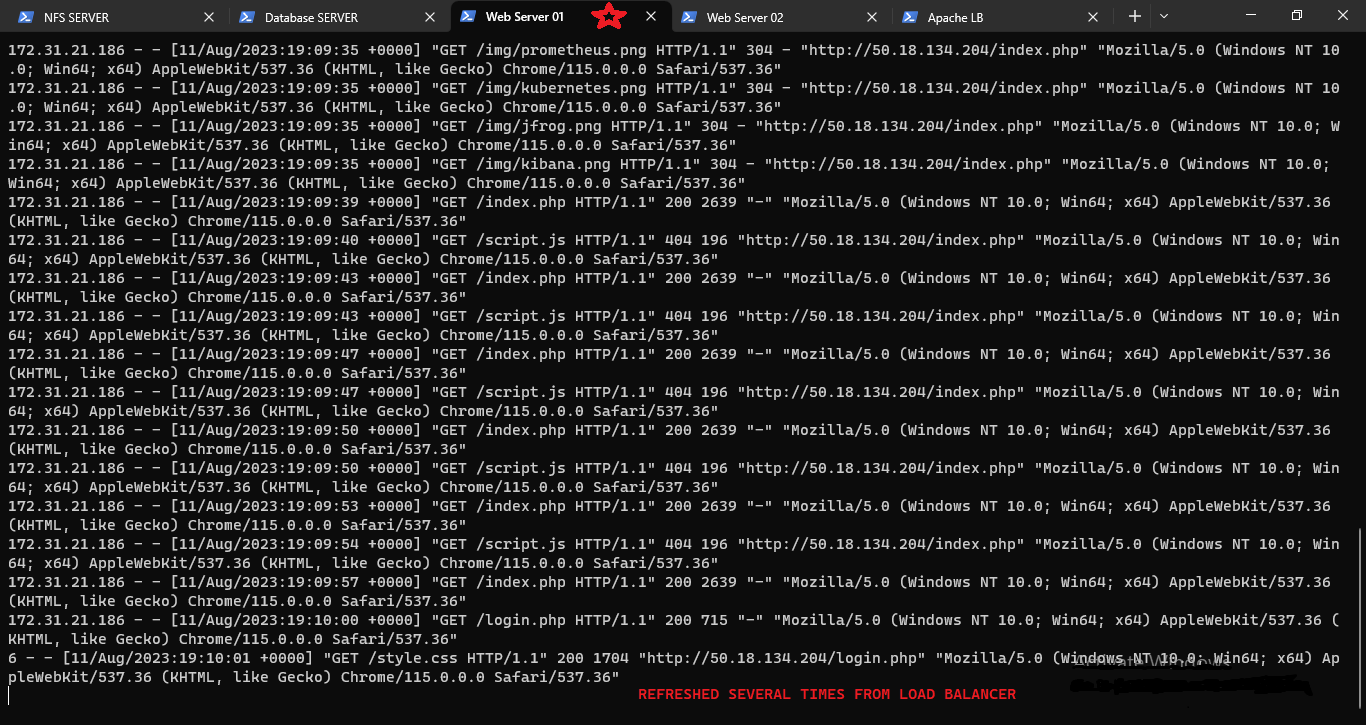 NFS SERVER
Database SERVER
Web Server 01
Web Server 02
Apache LB
172.31.21.186 - - [11/Aug/2023:19:09:35 +0000] "GET /img/prometheus.png HTTP/1.1" 304 - "http://50.18.134.204/index.php" "Mozilla/5.0 (Windows NT 10
.0; Win64; x64) AppleWebKit/537.36 (KHTML, like Gecko) Chrome/115.0.0.0 Safari/537.36"
172.31.21.186 - - [11/Aug/2023:19:09:35 +0000] "GET /img/kubernetes.png HTTP/1.1" 304 - "http://50.18.134.204/index.php" "Mozilla/5.0 (Windows NT 10
.0; Win64; x64) AppleWebKit/537.36 (KHTML, like Gecko) Chrome/115.0.0.0 Safari/537.36"
172.31.21.186 - - [11/Aug/2023:19:09:35 +0000] "GET /img/jfrog.png HTTP/1.1" 304 - "http://50.18.134.204/index.php" "Mozilla/5.0 (Windows NT 10.0; W
in64; x64) AppleWebKit/537.36 (KHTML, like Gecko) Chrome/115.0.0.0 Safari/537.36"
172.31.21.186 - - [11/Aug/2023:19:09:35 +0000] "GET /img/kibana.png HTTP/1.1" 304 - "http://50.18.134.204/index.php" "Mozilla/5.0 (Windows NT 10.0;
Win64; x64) AppleWebKit/537.36 (KHTML, like Gecko) Chrome/115.0.0.0 Safari/537.36"
172.31.21.186 - - [11/Aug/2023:19:09:39 +0000] "GET /index.php HTTP/1.1" 200 2639 "-" "Mozilla/5.0 (Windows NT 10.0; Win64; x64) AppleWebKit/537.36
(KHTML, like Gecko) Chrome/115.0.0.0 Safari/537.36"
172.31.21.186 - - [11/Aug/2023:19:09:40 +0000] "GET /script.js HTTP/1.1" 404 196 "http://50.18.134.204/index.php" "Mozilla/5.0 (Windows NT 10.0; Win
64; x64) AppleWebKit/537.36 (KHTML, like Gecko) Chrome/115.0.0.0 Safari/537.36"
172.31.21.186 - - [11/Aug/2023:19:09:43 +0000] "GET /index.php HTTP/1.1" 200 2639 "-" "Mozilla/5.0 (Windows NT 10.0; Win64; x64) AppleWebKit/537.36
(KHTML, like Gecko) Chrome/115.0.0.0 Safari/537.36"
172.31.21.186 - - [11/Aug/2023:19:09:43 +0000] "GET /script.js HTTP/1.1" 404 196 "http://50.18.134.204/index.php" "Mozilla/5.0 (Windows NT 10.0; Win
64; x64) AppleWebKit/537.36 (KHTML, like Gecko) Chrome/115.0.0.0 Safari/537.36"
172.31.21.186 - - [11/Aug/2023:19:09:47 +0000] "GET /index.php HTTP/1.1" 200 2639 "-" "Mozilla/5.0 (Windows NT 10.0; Win64; x64) AppleWebKit/537.36
(KHTML, like Gecko) Chrome/115.0.0.0 Safari/537.36"
172.31.21.186 - - [11/Aug/2023:19:09:47 +0000] "GET /script.js HTTP/1.1" 404 196 "http://50.18.134.204/index.php" "Mozilla/5.0 (Windows NT 10.0; Win
64; x64) AppleWebKit/537.36 (KHTML, like Gecko) Chrome/115.0.0.0 Safari/537.36"
172.31.21.186 - - [11/Aug/2023:19:09:50 +0000] "GET /index.php HTTP/1.1" 200 2639 "-" "Mozilla/5.0 (Windows NT 10.0; Win64; x64) AppleWebKit/537.36
(KHTML, like Gecko) Chrome/115.0.0.0 Safari/537.36"
172.31.21.186 - - [11/Aug/2023:19:09:50 +0000] "GET /script.js HTTP/1.1" 404 196 "http://50.18.134.204/index.php" "Mozilla/5.0 (Windows NT 10.0; Win
64; x64) AppleWebKit/537.36 (KHTML, like Gecko) Chrome/115.0.0.0 Safari/537.36"
172.31.21.186 - - [11/Aug/2023:19:09:53 +0000] "GET /index.php HTTP/1.1" 200 2639 "-" "Mozilla/5.0 (Windows NT 10.0; Win64; x64) AppleWebKit/537.36
(KHTML, like Gecko) Chrome/115.0.0.0 Safari/537.36"
172.31.21.186 - - [11/Aug/2023:19:09:54 +0000] "GET /script.js HTTP/1.1" 404 196 "http://50.18.134.204/index.php" "Mozilla/5.0 (Windows NT 10.0; Win
64; x64) AppleWebKit/537.36 (KHTML, like Gecko) Chrome/115.0.0.0 Safari/537.36"
172.31.21.186 - - [11/Aug/2023:19:09:57 +0000] "GET /index.php HTTP/1.1" 200 2639 "-" "Mozilla/5.0 (Windows NT 10.0; Win64; x64) AppleWebKit/537.36
(KHTML, like Gecko) Chrome/115.0.0.0 Safari/537.36"
172.31.21.186 - - [11/Aug/2023:19:10:00 +0000] "GET /login.php HTTP/1.1" 200 715 "-" "Mozilla/5.0 (Windows NT 10.0; Win64; x64) AppleWebKit/537.36 (
KHTML, like Gecko) Chrome/115.0.0.0 Safari/537.36"
6 - - [11/Aug/2023:19:10:01 +0000] "GET /style.css HTTP/1.1" 200 1704 "http://50.18.134.204/login.php" "Mozilla/5.0 (Windows NT 10.0; Win64; x64) Ap
pleWebKit/537.36 (KHTML, like Gecko) Chrome/115.0.0.0 Safari/537.36"
REFRESHED SEVERAL TIMES FROM LOAD BALANCER